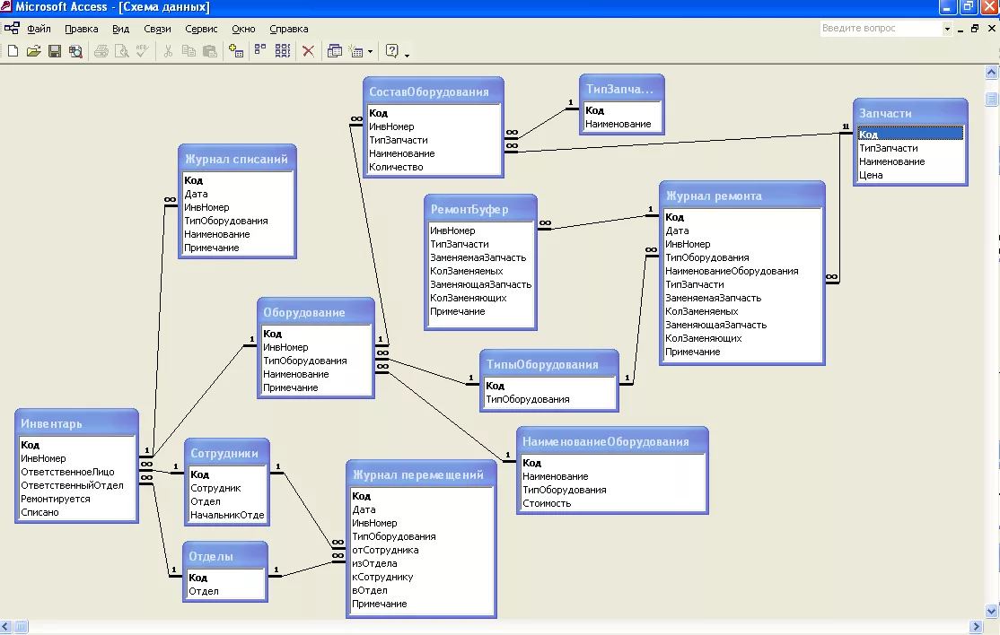 Microsoft Access - [Схема данных]
Файл Правка Вид Связи Сервис Окно Справка
Введите вопрос
СоставОборудования
Код
ИнвНомер
ТипЗапчасти
Наименование
Количество
ТипЗапча...
Код
Наименование
Запчасти
Код
ТипЗапчасти
Наименование
Цена
Журнал списаний
Код
Дата
ИнвНомер
ТипОборудования
Наименование
Примечание
РемонтБуфер
ИнвНомер
ТипЗапчасти
ЗаменяемаяЗапчасть
КолЗаменяемых
ЗаменяющаяЗапчасть
КолЗаменяющих
Примечание
Журнал ремонта
Код
Дата
ИнвНомер
ТипОборудования
НаименованиеОборудования
ТипЗапчасти
ЗаменяемаяЗапчасть
КолЗаменяемых
ЗаменяющаяЗапчасть
КолЗаменяющих
Примечание
Оборудование
Код
ИнвНомер
ТипОборудования
Наименование
Примечание
ТипыОборудования
Код
ТипОборудования
Инвентарь
Код
ИнвНомер
ОтветственноеЛицо
ОтветственныйОтдел
Ремонтируется
Списано
Сотрудники
Код
Сотрудник
Отдел
НачальникОтде
Журнал перемещений
Код
Дата
ИнвНомер
ТипОборудования
отСотрудника
изОтдела
кСотруднику
вОтдел
Примечание
НаименованиеОборудования
Код
Наименование
ТипОборудования
Стоимость
Отделы
Код
Отдел